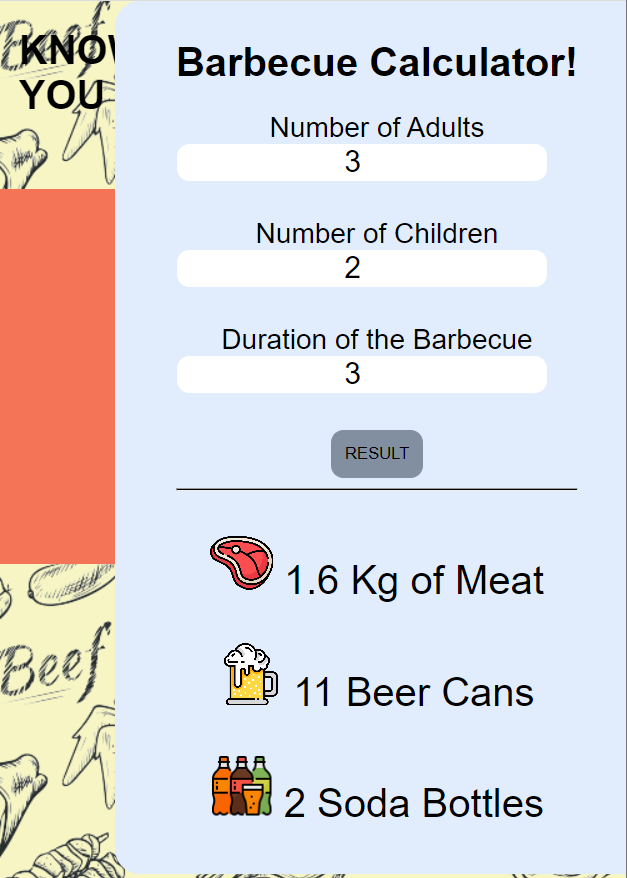 Beef
KNOW
YOU
Barbecue Calculator!
Number of Adults
3
Number of Children
2
Duration of the Barbecue
3
RESULT
1.6 Kg of Meat
11 Beer Cans
2 Soda Bottles
Beef